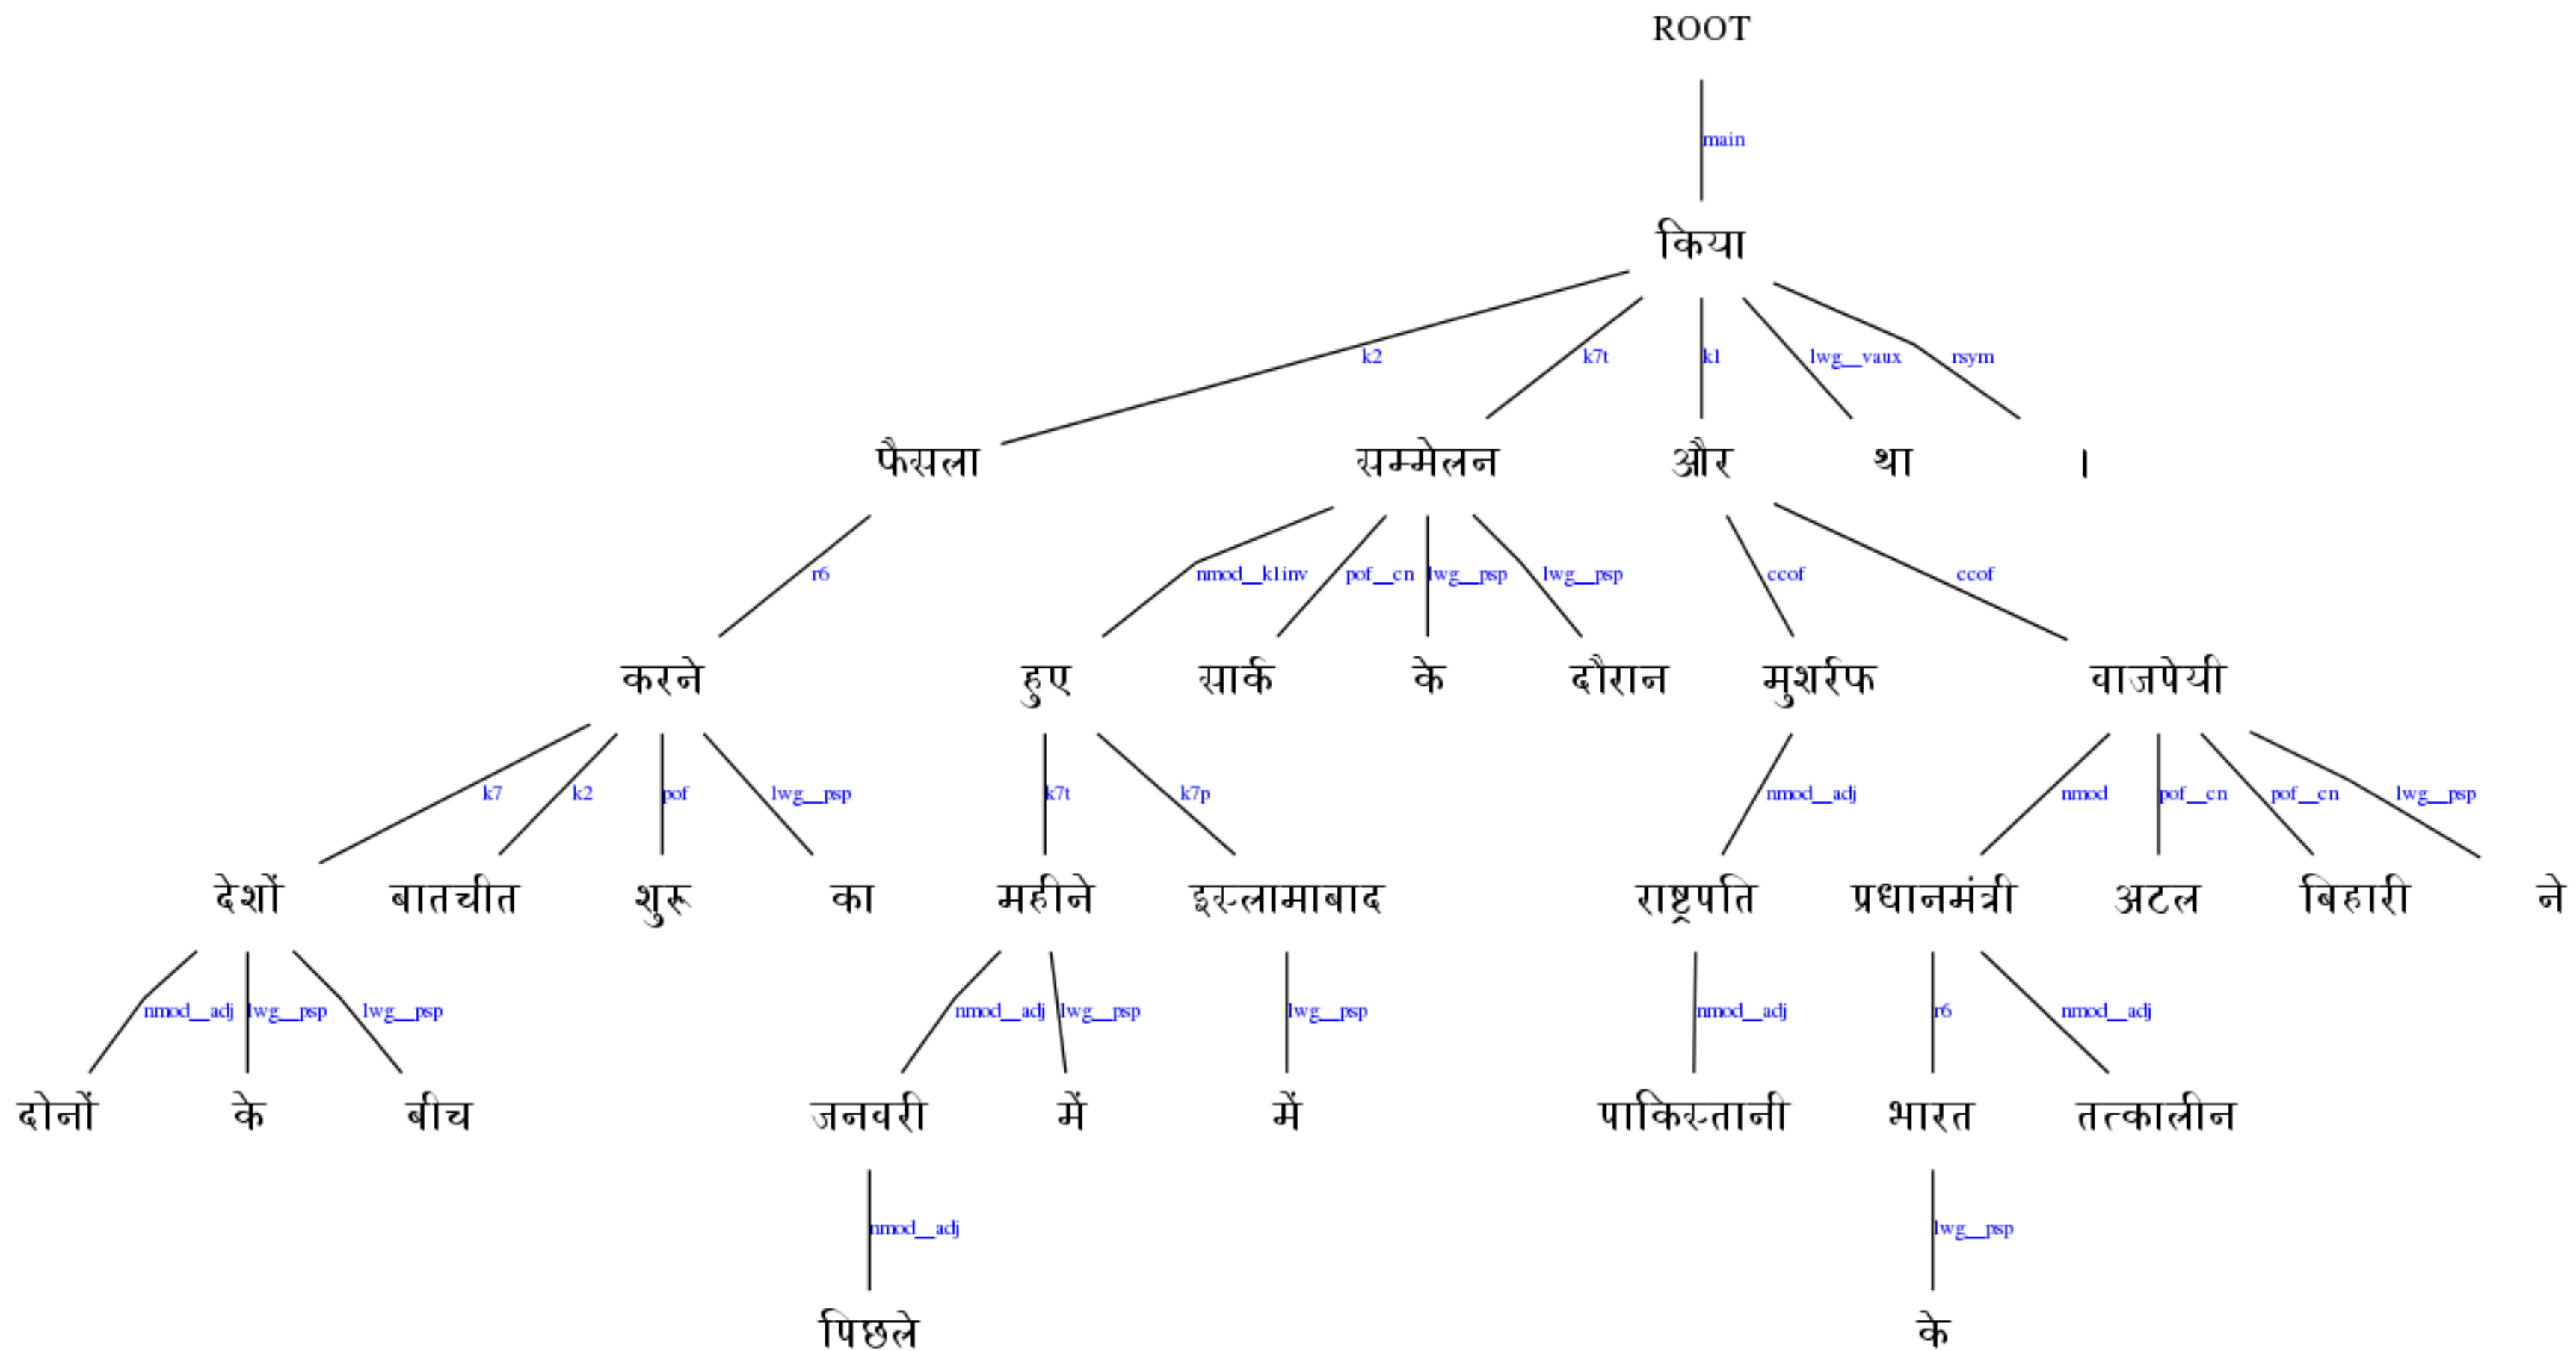 ROOT
main
किया
k2 k7t k1 lwg__vaux rsym
फैसला सम्मेलन और था ।
r6 nmod__k1inv pof__cn lwg__psp lwg__psp ccof ccof
करने हुए सार्क के दौरान मुशर्रफ वाजपेयी
k7 k2 pof lwg__psp k7t k7p nmod__adj nmod pof__cn pof__cn lwg__psp
देशों बातचीत शुरू का महीने इस्लामाबाद राष्ट्रपति प्रधानमंत्री अटल बिहारी ने
nmod__adj lwg__psp lwg__psp nmod__adj lwg__psp lwg__psp nmod__adj r6 nmod__adj
दोनों के बीच जनवरी में में पाकिस्तानी भारत तत्कालीन
nmod__adj lwg__psp
पिछले के